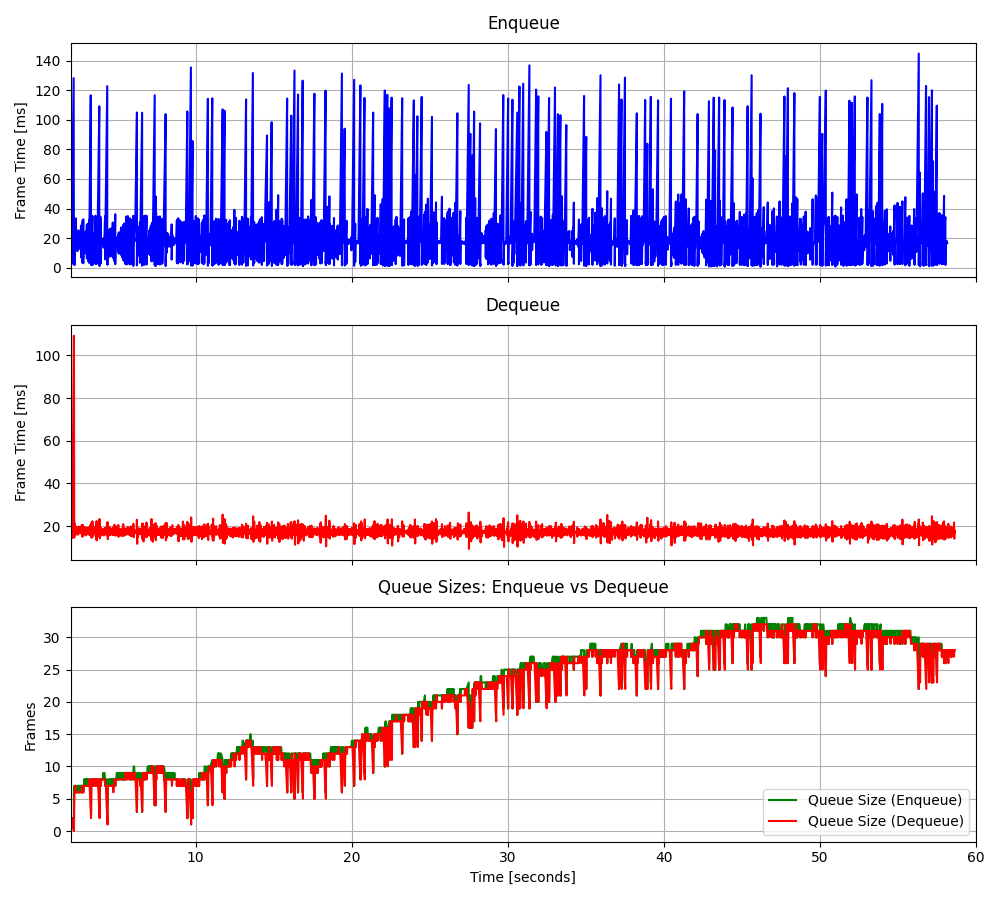 Enqueue
Frame Time [ms]
140
120
100
80
60
40
20
0
Dequeue
Frame Time [ms]
100
80
60
40
20
Queue Sizes: Enqueue vs Dequeue
Frames
30
25
20
15
10
5
0
Queue Size (Enqueue)
Queue Size (Dequeue)
10 20 30 40 50 60
Time [seconds]